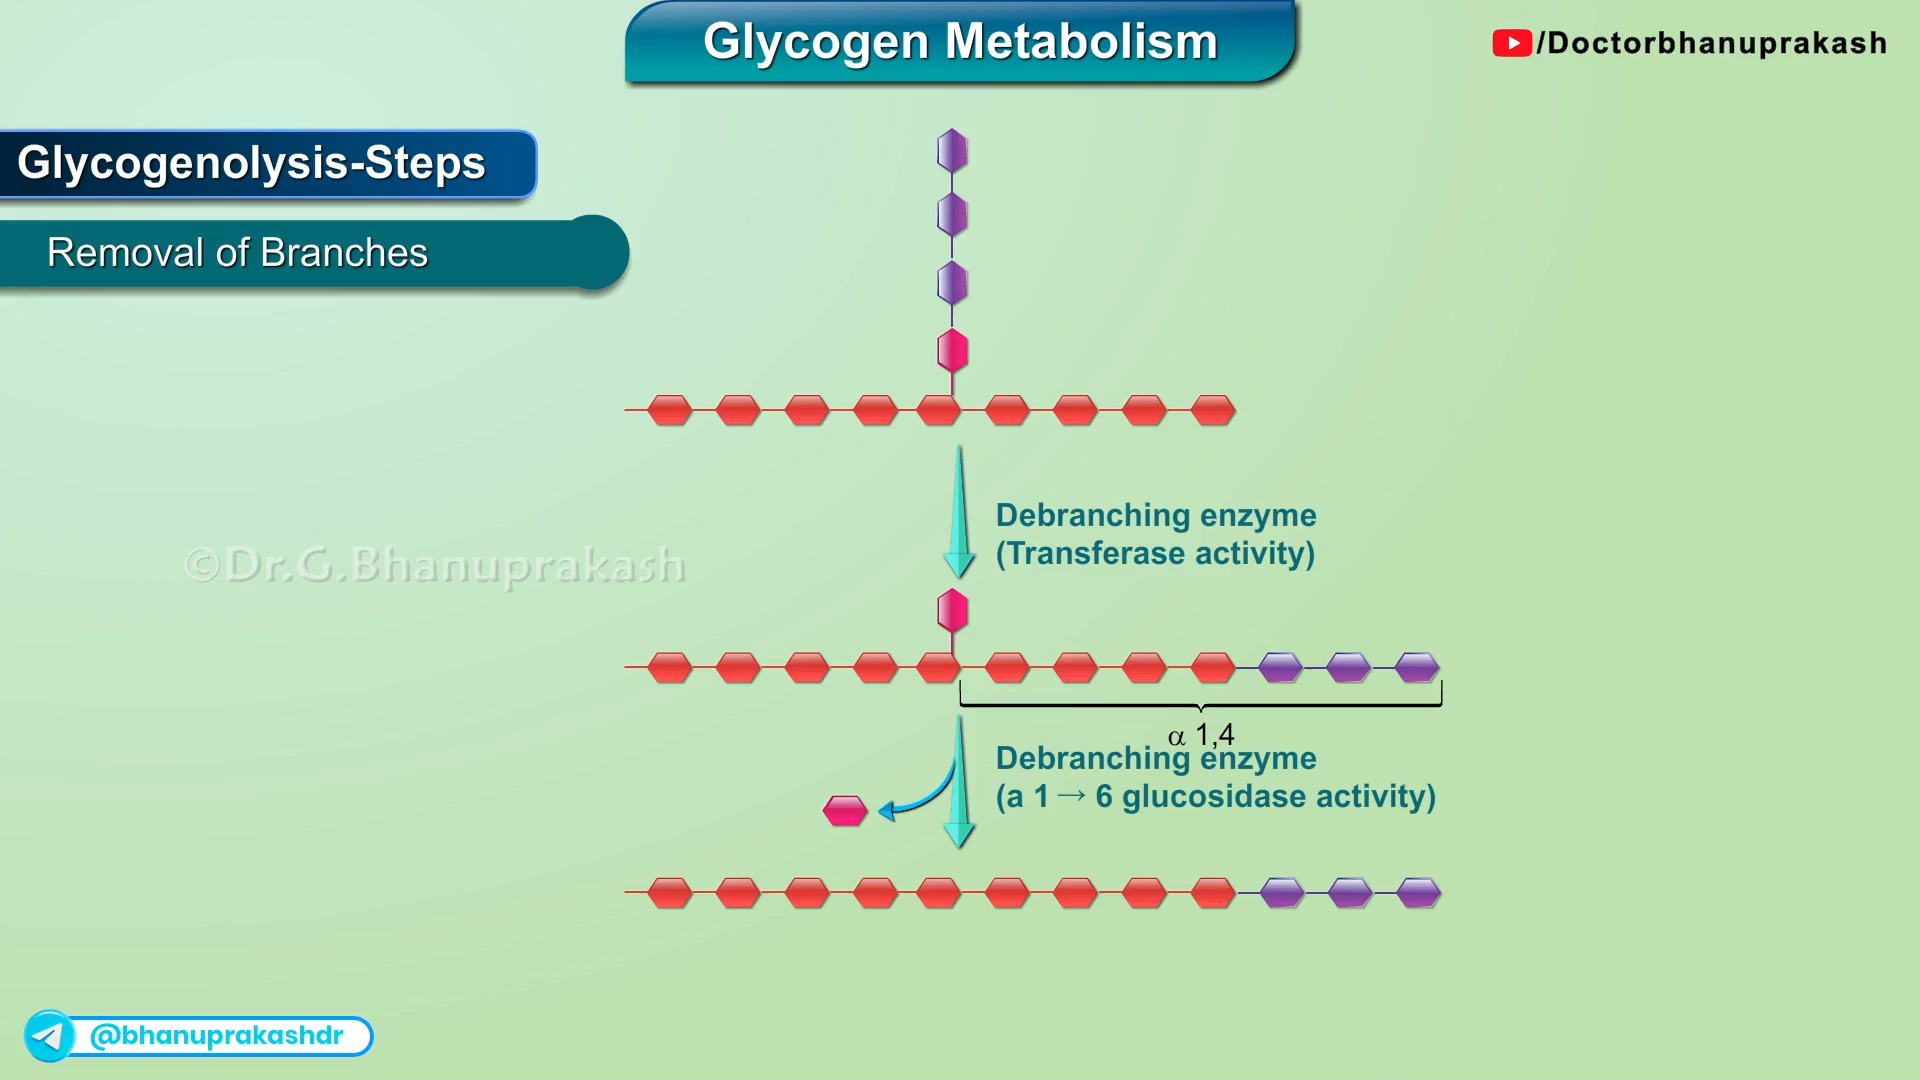 Glycogen Metabolism
/Doctorbhanuprakash
Glycogenolysis-Steps
Removal of Branches
Debranching enzyme
(Transferase activity)
©Dr.G.Bhanuprakash
α 1,4
Debranching enzyme
(a 1→ 6 glucosidase activity)
@bhanuprakashdr